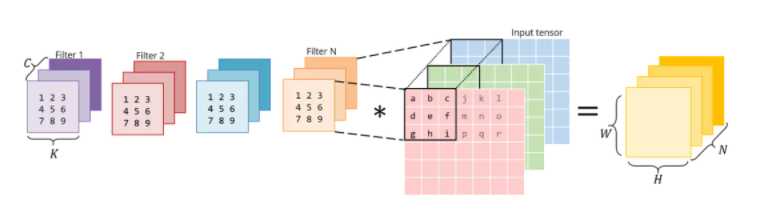 Input tensor
C
Filter 1
Filter 2
Filter N
1 2 3
4 5 6
7 8 9
K
1 2 3
4 5 6
7 8 9
1 2 3
4 5 6
7 8 9
1 2 3
4 5 6
7 8 9
*
a b c j k l
d e f m n o
g h i p q r
=
W
H
N